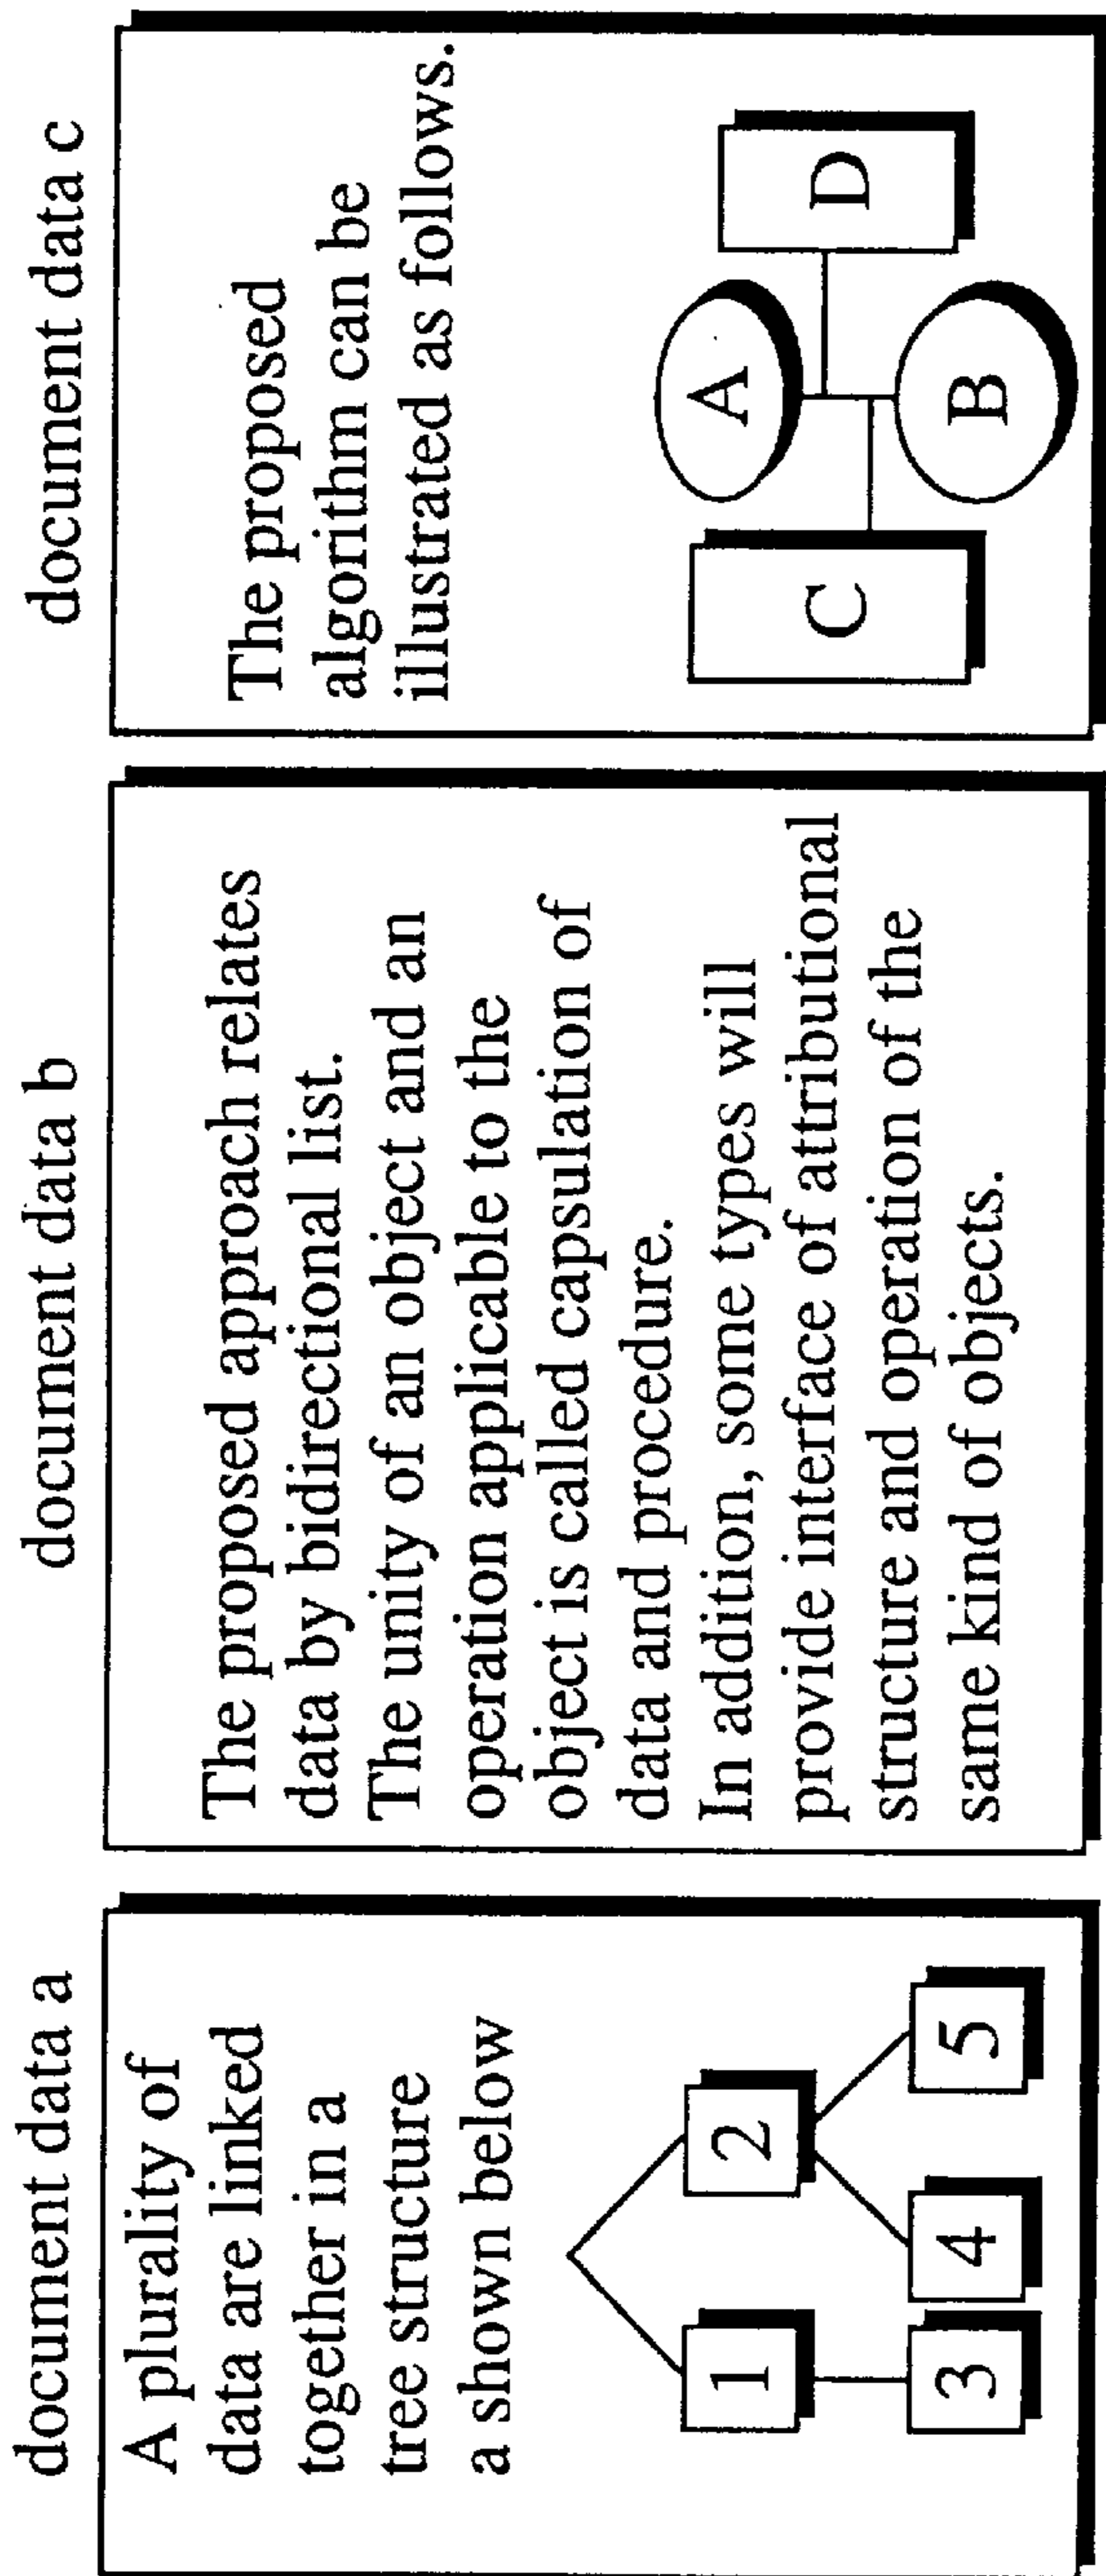 document data a
A plurality of
data are linked
together in a
tree structure
a shown below
1
2
3
4
5
document data b
The proposed approach relates
data by bidirectional list.
The unity of an object and an
operation applicable to the
object is called capsulation of
data and procedure.
In addition, some types will
provide interface of attributional
structure and operation of the
same kind of objects.
document data c
The proposed
algorithm can be
illustrated as follows.
A
C
D
B